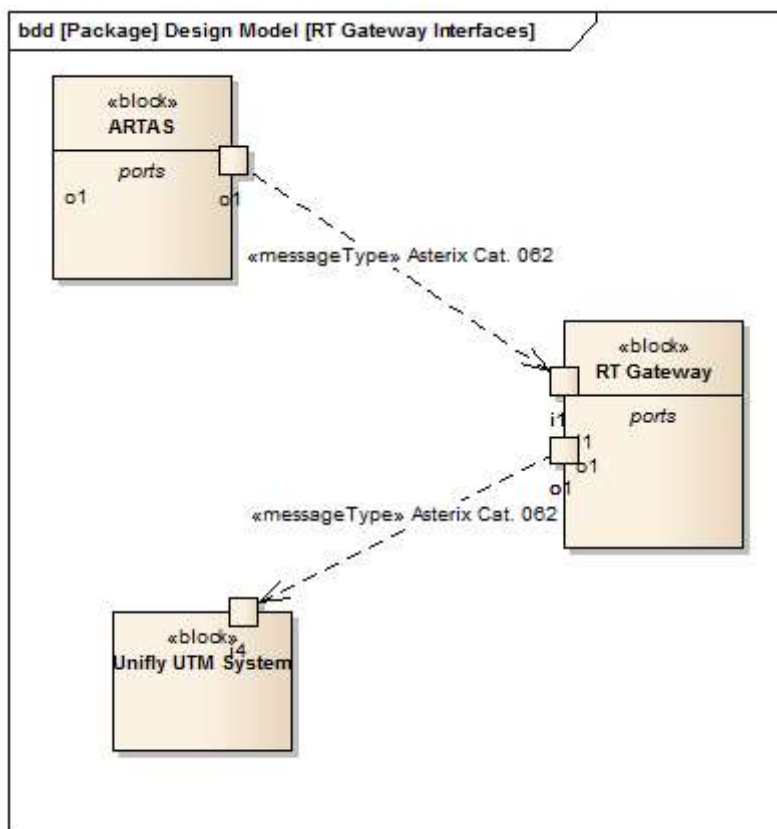 bdd [Package] Design Model [RT Gateway Interfaces]
«block»
ARTAS
ports
o1
o1
«messageType» Asterix Cat. 062
«block»
RT Gateway
ports
i1
i1
o1
o1
«messageType» Asterix Cat. 062
«block»
i4
Unifly UTM System